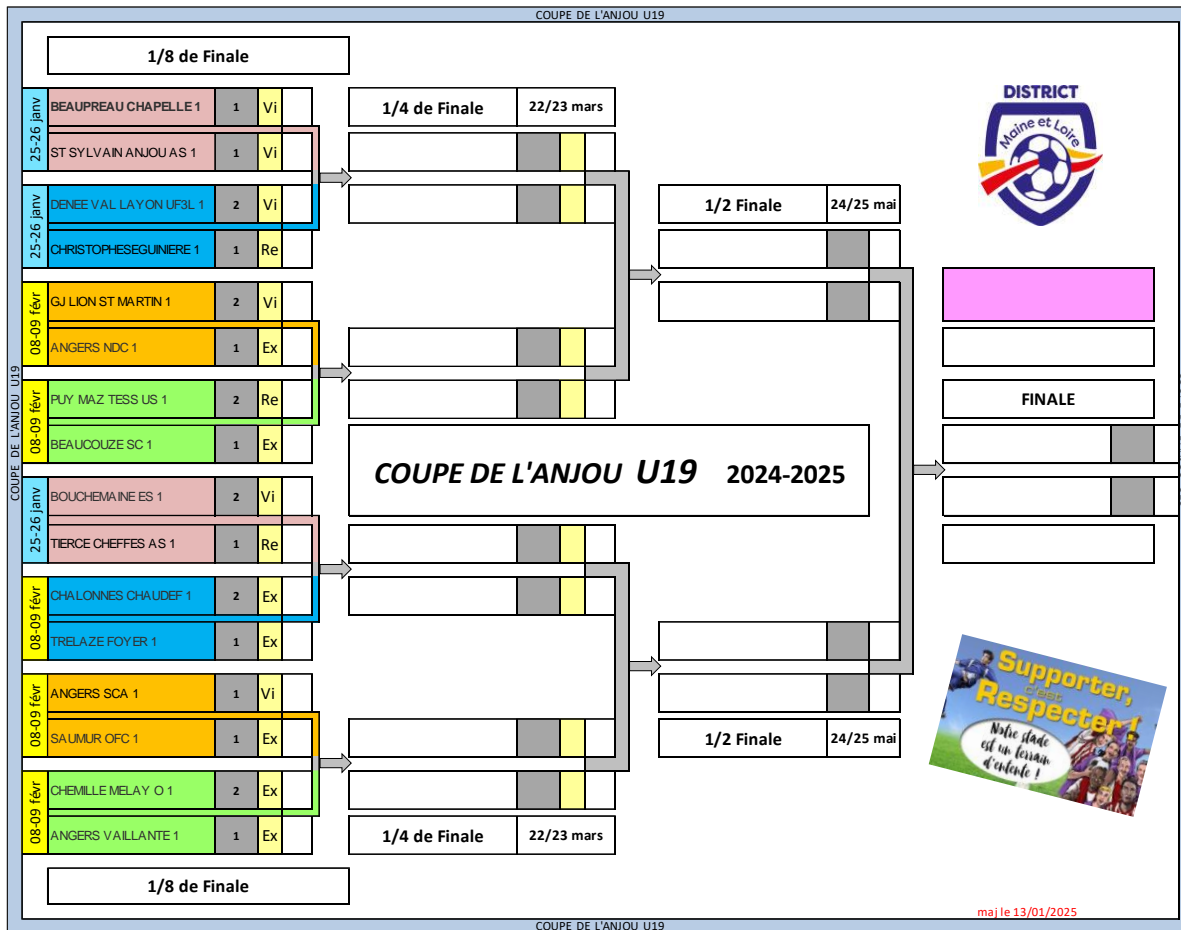 COUPE DE L'ANJOU U19
1/8 de Finale
25-26 janv
BEAUPREAU CHAPELLE 1 1 Vi
ST SYLVAIN ANJOU AS 1 1 Vi
25-26 janv
DENEE VAL LAYON UF3L 1 2 Vi
CHRISTOPHESEGUINIERE 1 1 Re
08-09 févr
GJ LION ST MARTIN 1 2 Vi
ANGERS NDC 1 1 Ex
08-09 févr
PUY MAZ TESS US 1 2 Re
BEAUCOUZE SC 1 1 Ex
25-26 janv
BOUCHEMAINE ES 1 2 Vi
TIERCE CHEFFES AS 1 1 Re
08-09 févr
CHALONNES CHAUDEF 1 2 Ex
TRELAZE FOYER 1 1 Ex
08-09 févr
ANGERS SCA 1 1 Vi
SAUMUR OFC 1 1 Ex
08-09 févr
CHEMILLE MELAY O 1 2 Ex
ANGERS VAILLANTE 1 1 Ex
1/8 de Finale
1/4 de Finale 22/23 mars
COUPE DE L'ANJOU U19 2024-2025
1/4 de Finale 22/23 mars
1/2 Finale 24/25 mai
1/2 Finale 24/25 mai
DISTRICT
Maine et Loire
FINALE
Supporter,
c'est
Respecter !
Notre stade
est un terrain
d'entente !
maj le 13/01/2025
COUPE DE L'ANJOU U19
COUPE DE L'ANJOU U19